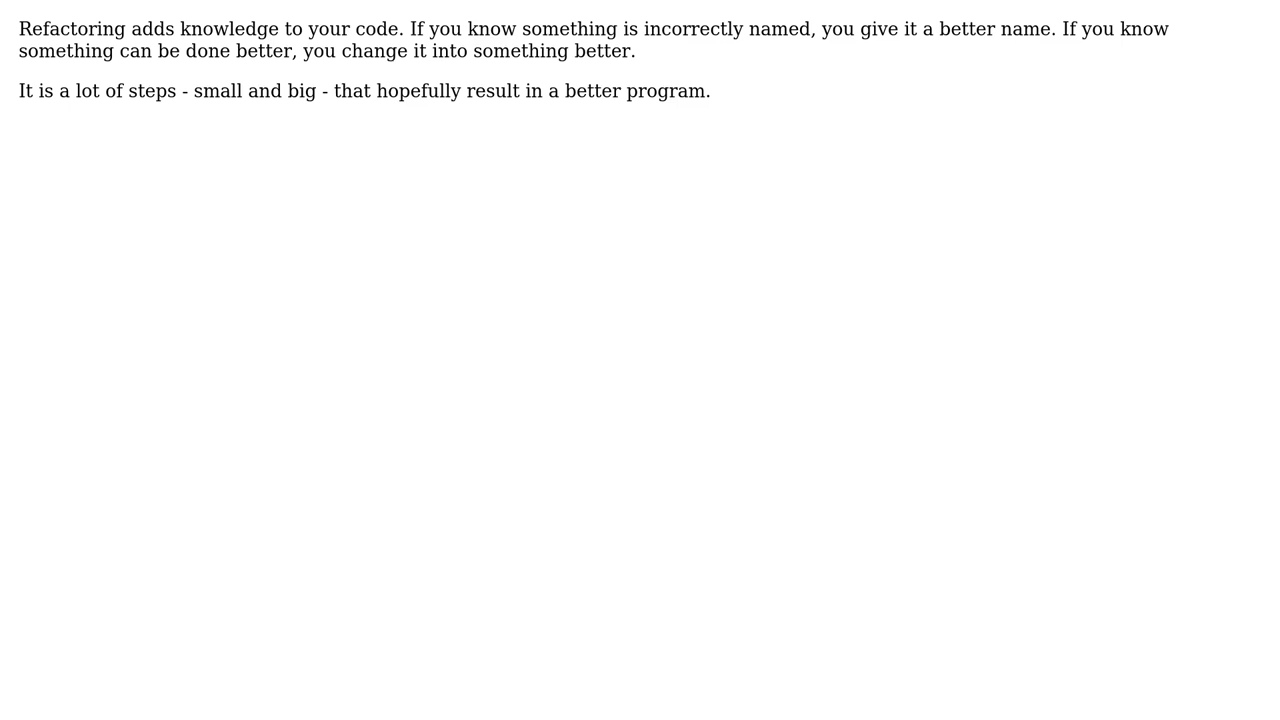 Refactoring adds knowledge to your code. If you know something is incorrectly named, you give it a better name. If you know
something can be done better, you change it into something better.
It is a lot of steps - small and big - that hopefully result in a better program.